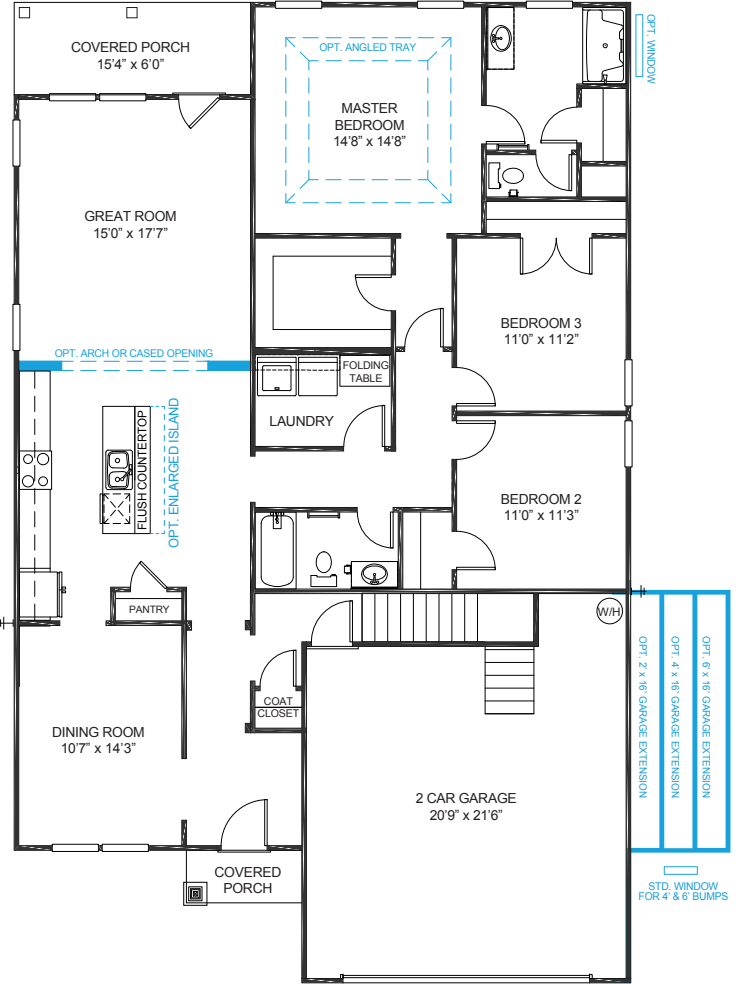 COVERED PORCH
15'4" x 6'0"
OPT. ANGLED TRAY
MASTER
BEDROOM
14'8" x 14'8"
OPT. WINDOW
GREAT ROOM
15'0" x 17'7"
BEDROOM 3
11'0" x 11'2"
OPT. ARCH OR CASED OPENING
FOLDING
TABLE
LAUNDRY
FLUSH COUNTERTOP
OPT. ENLARGED ISLAND
BEDROOM 2
11'0" x 11'3"
PANTRY
W/H
COAT
CLOSET
DINING ROOM
10'7" x 14'3"
OPT. 2' x 16' GARAGE EXTENSION
OPT. 4' x 16' GARAGE EXTENSION
OPT. 6' x 16' GARAGE EXTENSION
2 CAR GARAGE
20'9" x 21'6"
COVERED
PORCH
STD. WINDOW
FOR 4' & 6' BUMPS